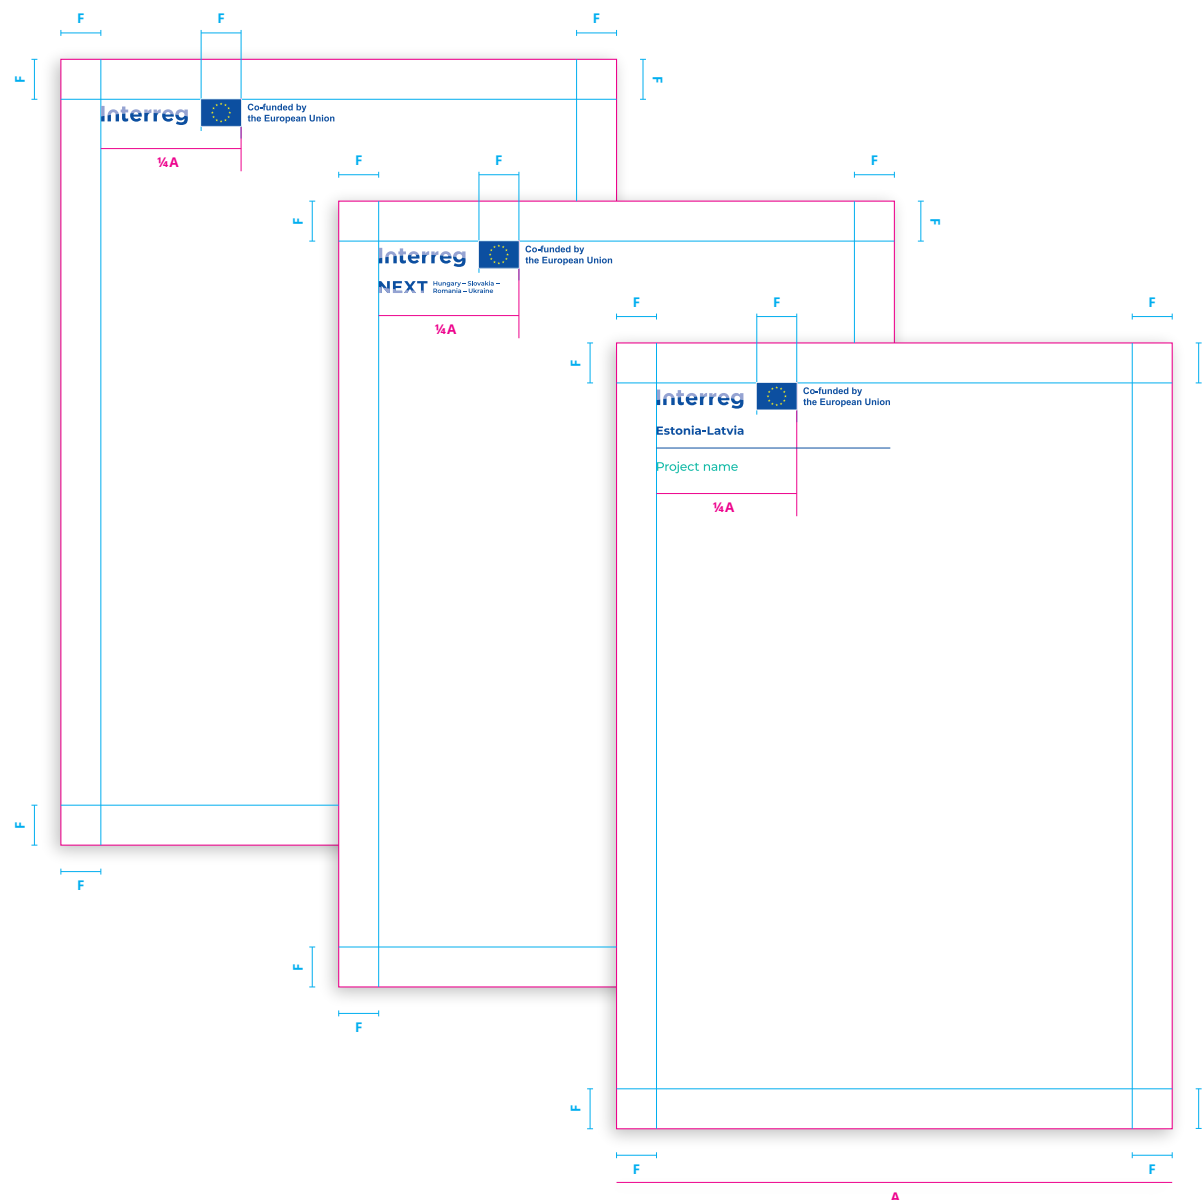 F F F
F F
Interreg Co-funded by
the European Union
¼A
F F F
F F
Interreg Co-funded by
the European Union
NEXT Hungary – Slovakia –
Romania – Ukraine
¼A
F F F
F
Interreg Co-funded by
the European Union
Estonia-Latvia
Project name
¼A
F
F
F
F
F
F F
A